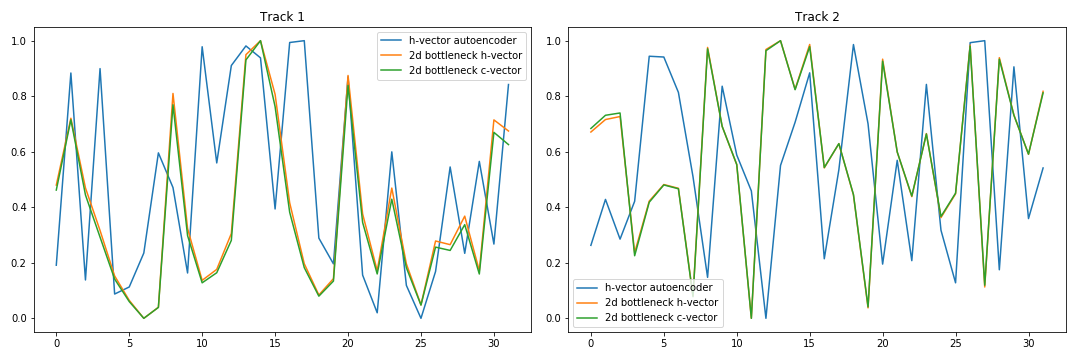 Track 1
1.0
0.8
0.6
0.4
0.2
0.0
0 5 10 15 20 25 30
h-vector autoencoder
2d bottleneck h-vector
2d bottleneck c-vector
Track 2
1.0
0.8
0.6
0.4
0.2
0.0
0 5 10 15 20 25 30
h-vector autoencoder
2d bottleneck h-vector
2d bottleneck c-vector